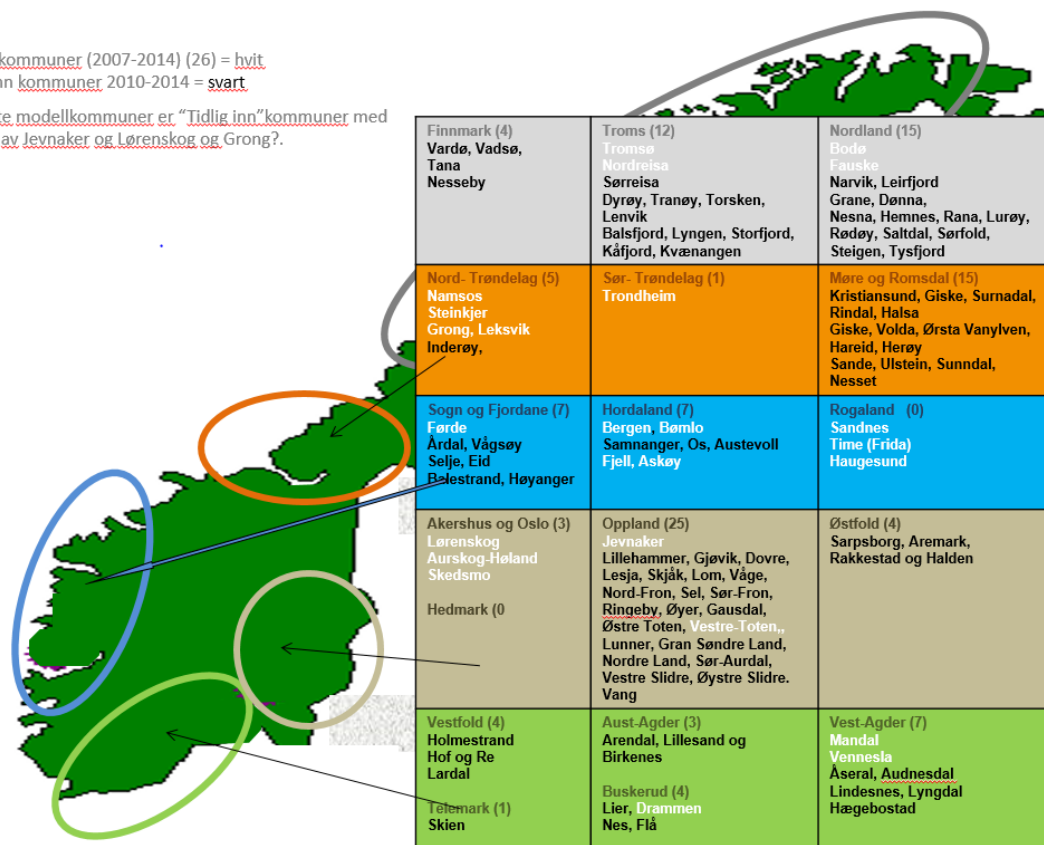 kommuner (2007-2014) (26) = hvit
nn kommuner 2010-2014 = svart
te modellkommuner er “Tidlig inn”kommuner med
av Jevnaker og Lørenskog og Grong?.
Finnmark (4)
Vardø, Vadsø,
Tana
Nesseby
Troms (12)
Tromsø
Nordreisa
Sørreisa
Dyrøy, Tranøy, Torsken,
Lenvik
Balsfjord, Lyngen, Storfjord,
Kåfjord, Kvænangen
Nordland (15)
Bodø
Fauske
Narvik, Leirfjord
Grane, Dønna,
Nesna, Hemnes, Rana, Lurøy,
Rødøy, Saltdal, Sørfold,
Steigen, Tysfjord
Nord- Trøndelag (5)
Namsos
Steinkjer
Grong, Leksvik
Inderøy,
Sør- Trøndelag (1)
Trondheim
Møre og Romsdal (15)
Kristiansund, Giske, Surnadal,
Rindal, Halsa
Giske, Volda, Ørsta Vanylven,
Hareid, Herøy
Sande, Ulstein, Sunndal,
Nesset
Sogn og Fjordane (7)
Førde
Årdal, Vågsøy
Selje, Eid
Balestrand, Høyanger
Hordaland (7)
Bergen, Bømlo
Samnanger, Os, Austevoll
Fjell, Askøy
Rogaland (0)
Sandnes
Time (Frida)
Haugesund
Akershus og Oslo (3)
Lørenskog
Aurskog-Høland
Skedsmo
Hedmark (0
Oppland (25)
Jevnaker
Lillehammer, Gjøvik, Dovre,
Lesja, Skjåk, Lom, Våge,
Nord-Fron, Sel, Sør-Fron,
Ringeby, Øyer, Gausdal,
Østre Toten, Vestre-Toten,,
Lunner, Gran Søndre Land,
Nordre Land, Sør-Aurdal,
Vestre Slidre, Øystre Slidre.
Vang
Østfold (4)
Sarpsborg, Aremark,
Rakkestad og Halden
Vestfold (4)
Holmestrand
Hof og Re
Lardal
Telemark (1)
Skien
Aust-Agder (3)
Arendal, Lillesand og
Birkenes
Buskerud (4)
Lier, Drammen
Nes, Flå
Vest-Agder (7)
Mandal
Vennesla
Åseral, Audnesdal
Lindesnes, Lyngdal
Hægebostad